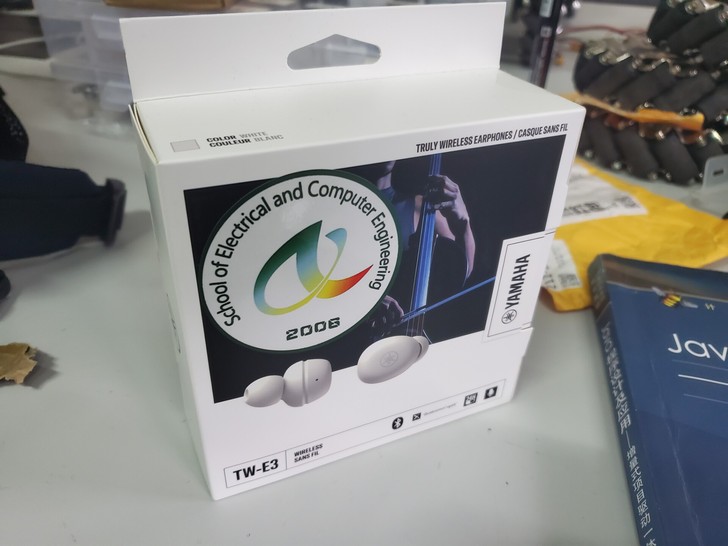 COLOR WHITE
COULEUR BLANC
TRULY WIRELESS EARPHONES / CASQUE SANS FIL
School of Electrical and Computer Engineering
2006
YAMAHA
TW-E3
WIRELESS
SANS FIL
Jav